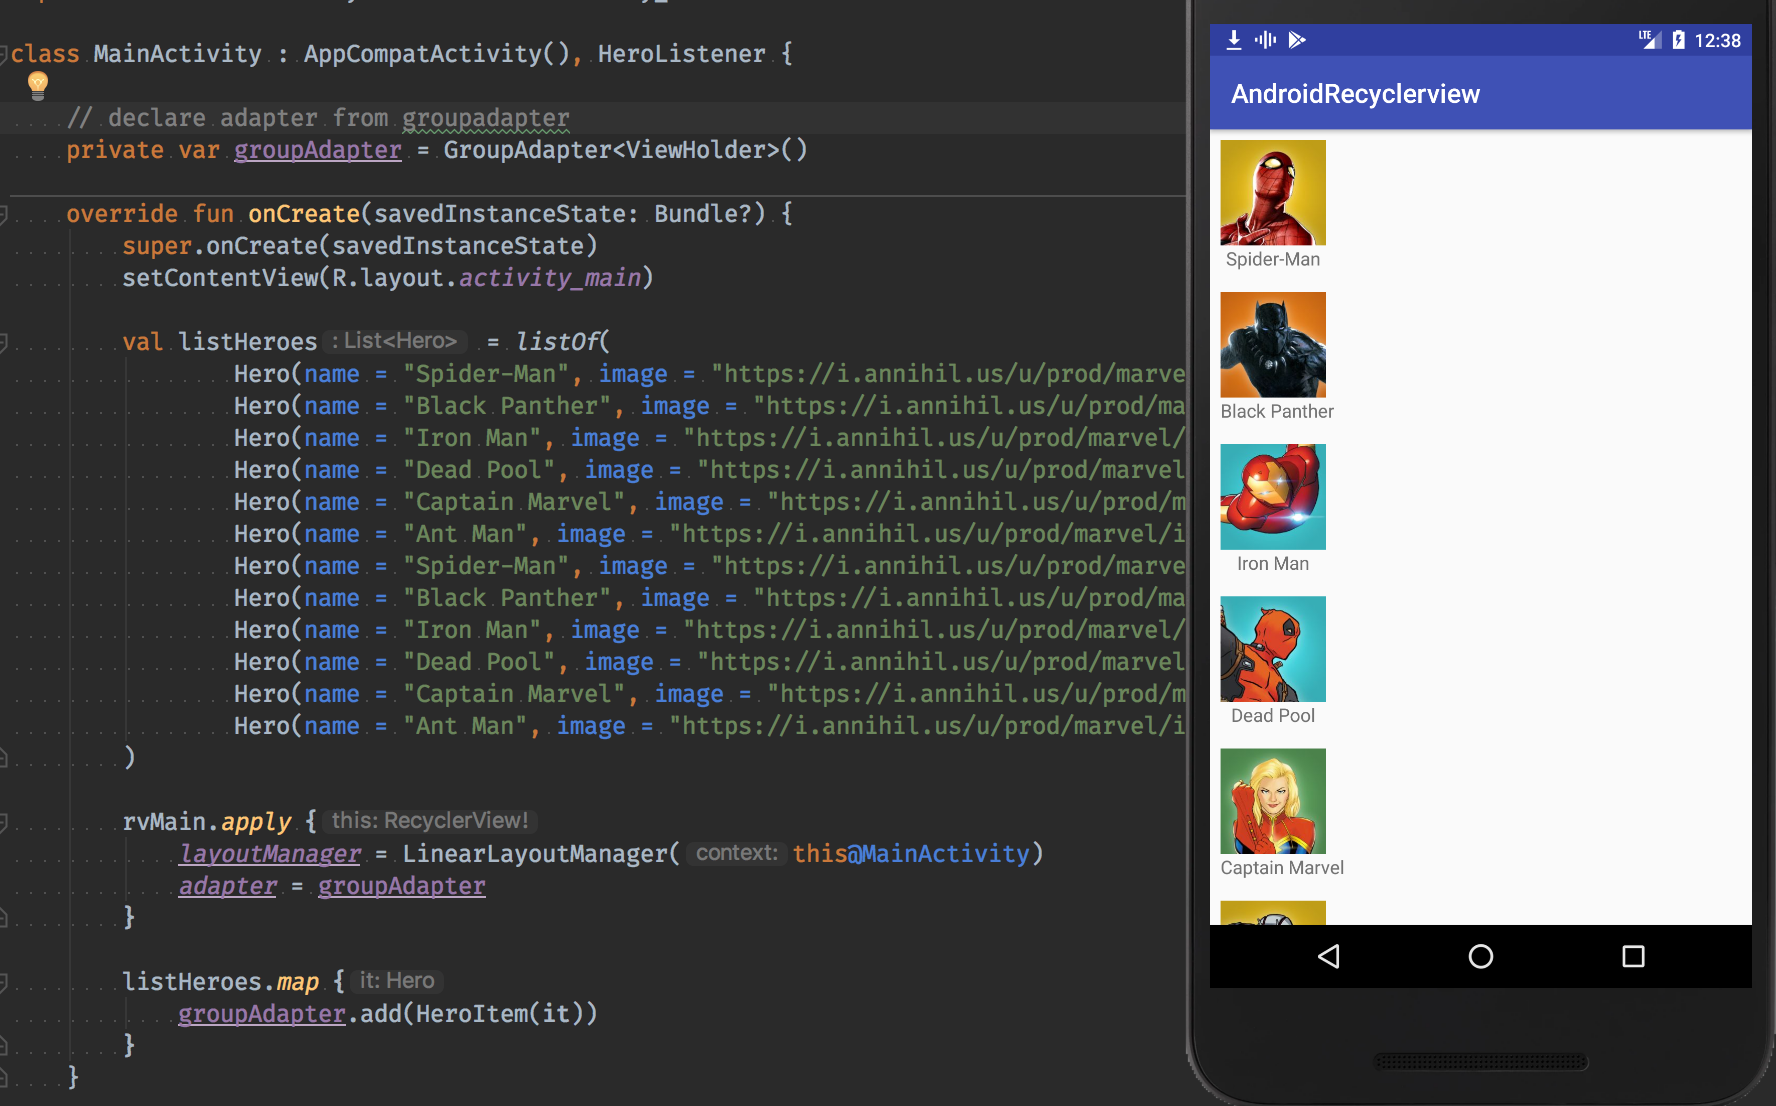 class MainActivity : AppCompatActivity(), HeroListener {
// declare adapter from groupadapter
private var groupAdapter = GroupAdapter<ViewHolder>()
override fun onCreate(savedInstanceState: Bundle?) {
super.onCreate(savedInstanceState)
setContentView(R.layout.activity_main)
val listHeroes : List<Hero> = listOf(
Hero(name = "Spider-Man", image = "https://i.annihil.us/u/prod/marve
Hero(name = "Black Panther", image = "https://i.annihil.us/u/prod/ma
Hero(name = "Iron Man", image = "https://i.annihil.us/u/prod/marvel/
Hero(name = "Dead Pool", image = "https://i.annihil.us/u/prod/marvel
Hero(name = "Captain Marvel", image = "https://i.annihil.us/u/prod/m
Hero(name = "Ant Man", image = "https://i.annihil.us/u/prod/marvel/i
Hero(name = "Spider-Man", image = "https://i.annihil.us/u/prod/marve
Hero(name = "Black Panther", image = "https://i.annihil.us/u/prod/ma
Hero(name = "Iron Man", image = "https://i.annihil.us/u/prod/marvel/
Hero(name = "Dead Pool", image = "https://i.annihil.us/u/prod/marvel
Hero(name = "Captain Marvel", image = "https://i.annihil.us/u/prod/m
Hero(name = "Ant Man", image = "https://i.annihil.us/u/prod/marvel/i
)
rvMain.apply { this: RecyclerView!
layoutManager = LinearLayoutManager( context: this@MainActivity)
adapter = groupAdapter
}
listHeroes.map { it: Hero
groupAdapter.add(HeroItem(it))
}
}
LTE 12:38
AndroidRecyclerview
Spider-Man
Black Panther
Iron Man
Dead Pool
Captain Marvel